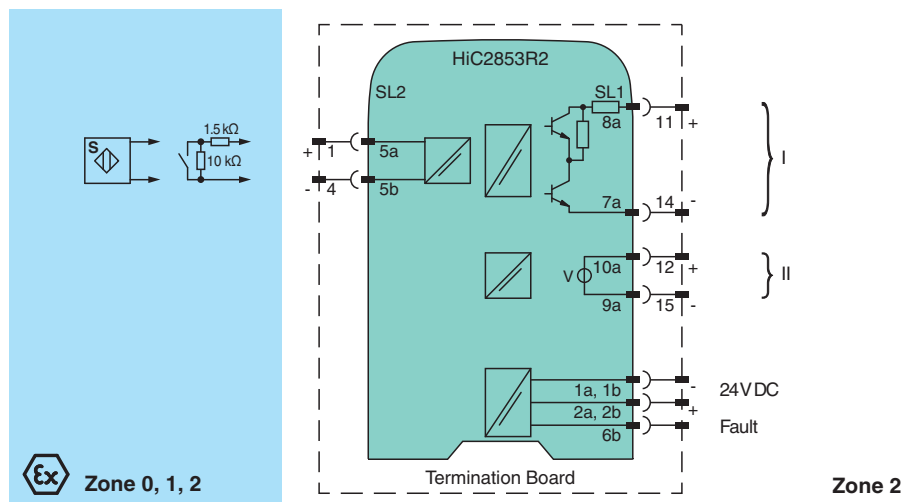 HiC2853R2
SL2
SL1
8a
11
+
I
S
1.5 kΩ
10 kΩ
+
1
5a
-
4
5b
7a
14
-
10a
12
+
V
II
9a
15
-
1a, 1b
-
24 V DC
2a, 2b
+
6b
Fault
Ex
Zone 0, 1, 2
Termination Board
Zone 2